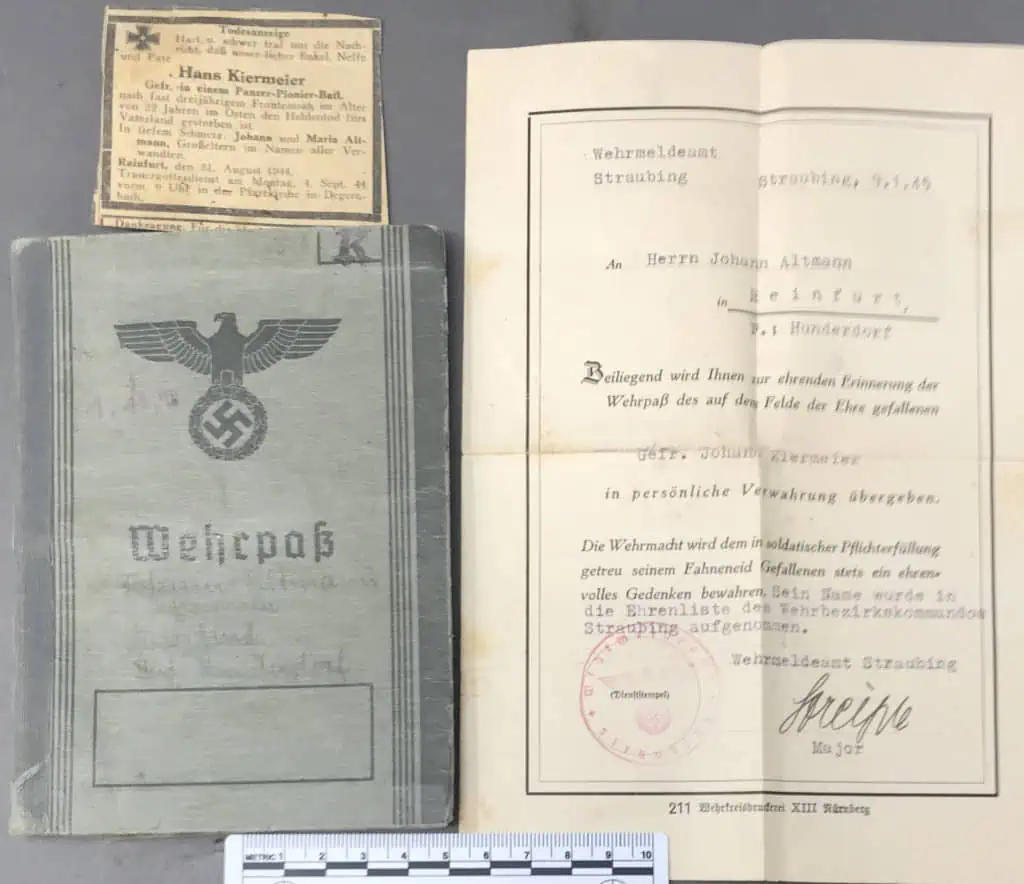 Todesanzeige
Hart u. schwer traf uns die Nach-
richt, daß unser lieber Enkel, Neffe
und Pate
Hans Kiermeier
Gefr. in einem Panzer-Pionier-Batl.
nach fast dreijährigem Fronteinsatz im Alter
von 22 Jahren im Osten den Heldentod fürs
Vaterland gestorben ist.
In tiefem Schmerz: Johann und Maria Alt-
mann, Großeltern im Namen aller Ver-
wandten.
Rainfurt, den 31. August 1944.
Trauergottesdienst am Montag, 4. Sept. 44
vorm. 9 Uhr in der Pfarrkirche in Degern-
bach.
Danksagung. Für die
K
Wehrpaß
Wehrmeldeamt
Straubing Straubing, 9.1.45
An Herrn Johann Altmann
in Reinfurt,
P.: Hunderdorf
Beiliegend wird Ihnen zur ehrenden Erinnerung der
Wehrpaß des auf dem Felde der Ehre gefallenen
Gefr. Johann Kiermeier
in persönliche Verwahrung übergeben.
Die Wehrmacht wird dem in soldatischer Pflichterfüllung
getreu seinem Fahneneid Gefallenen stets ein ehren-
volles Gedenken bewahren. Sein Name wurde in
die Ehrenliste des Wehrbezirkskommandos
Straubing aufgenommen.
Wehrmeldeamt Straubing
(Dienststempel)
Major
211 Wehrkreisdruckerei XIII Nürnberg
METRIC 1 2 3 4 5 6 7 8 9 10